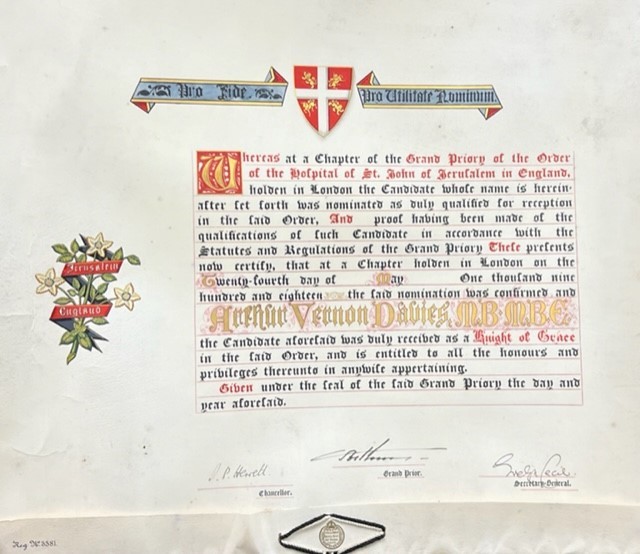 Pro Fide
Pro Utilitate Hominum
Whereas at a Chapter of the Grand Priory of the Order
of the Hospital of St. John of Jerusalem in England,
holden in London the Candidate whose name is herein-
after set forth was nominated as duly qualified for reception
in the said Order, And proof having been made of the
qualifications of such Candidate in accordance with the
Statutes and Regulations of the Grand Priory These presents
now certify, that at a Chapter holden in London on the
Twenty-fourth day of May One thousand nine
hundred and eighteen the said nomination was confirmed and
Arthur Vernon Davies, M.B. M.B.E.
the Candidate aforesaid was duly received as a Knight of Grace
in the said Order, and is entitled to all the honours and
privileges thereunto in anywise appertaining.
Given under the seal of the said Grand Priory the day and
year aforesaid.
Jerusalem
England
Chancellor.
Grand Prior.
Secretary-General.
Reg. No. 3381